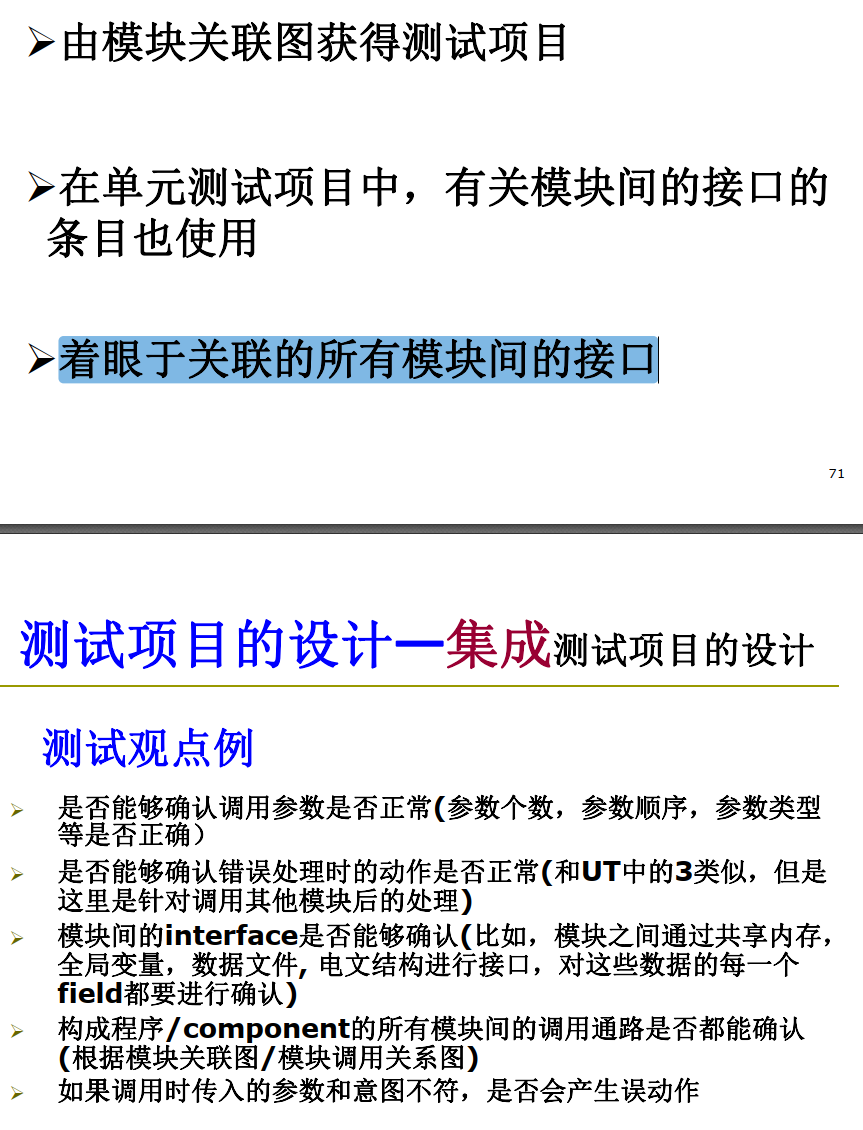 ➢由模块关联图获得测试项目
➢在单元测试项目中，有关模块间的接口的
条目也使用
➢着眼于关联的所有模块间的接口
71
测试项目的设计—集成测试项目的设计
测试观点例
➢ 是否能够确认调用参数是否正常(参数个数，参数顺序，参数类型
等是否正确）
➢ 是否能够确认错误处理时的动作是否正常(和UT中的3类似，但是
这里是针对调用其他模块后的处理)
➢ 模块间的interface是否能够确认(比如，模块之间通过共享内存，
全局变量，数据文件, 电文结构进行接口，对这些数据的每一个
field都要进行确认)
➢ 构成程序/component的所有模块间的调用通路是否都能确认
(根据模块关联图/模块调用关系图)
➢ 如果调用时传入的参数和意图不符，是否会产生误动作